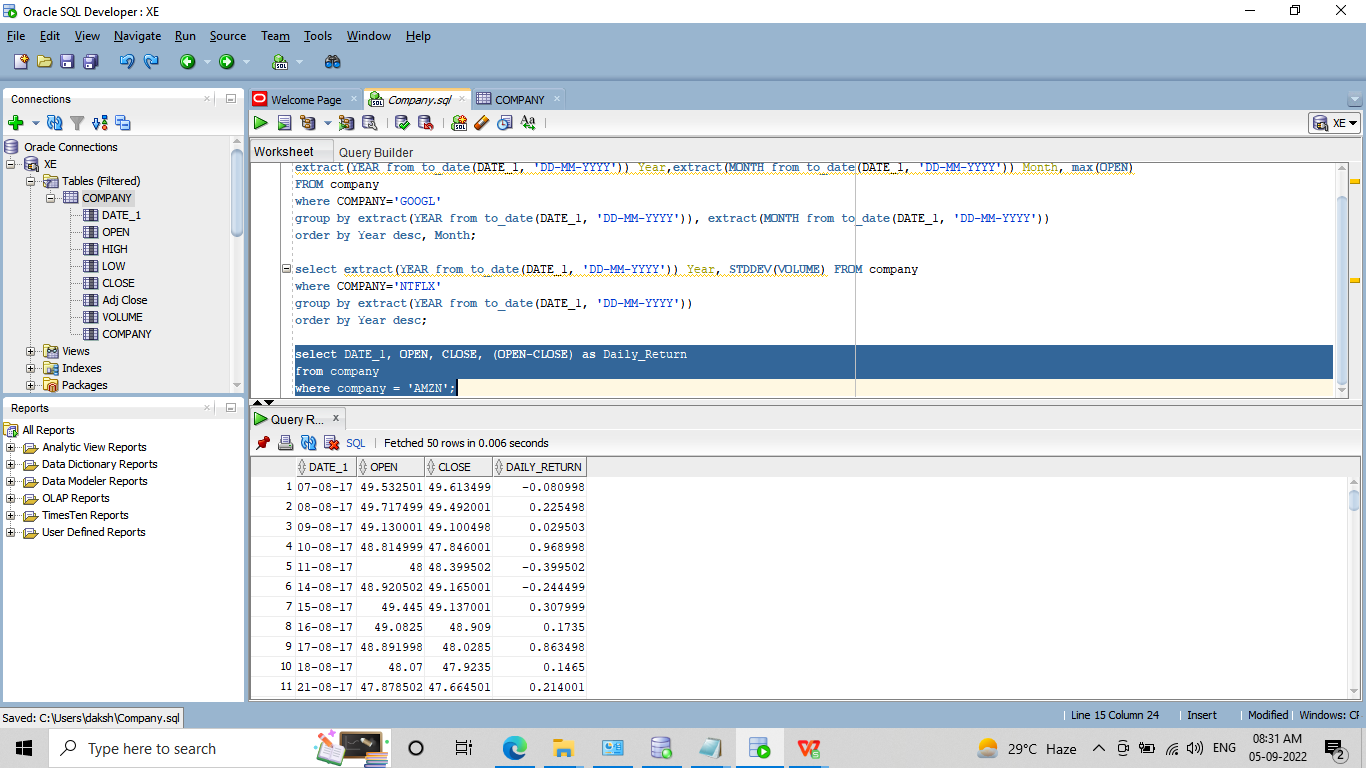 Oracle SQL Developer : XE
File Edit View Navigate Run Source Team Tools Window Help
Connections
Oracle Connections
XE
Tables (Filtered)
COMPANY
DATE_1
OPEN
HIGH
LOW
CLOSE
Adj Close
VOLUME
COMPANY
Views
Indexes
Packages
Reports
All Reports
Analytic View Reports
Data Dictionary Reports
Data Modeler Reports
OLAP Reports
TimesTen Reports
User Defined Reports
Welcome Page Company.sql COMPANY
XE
Worksheet Query Builder
extract(YEAR from to_date(DATE_1, 'DD-MM-YYYY')) Year,extract(MONTH from to_date(DATE_1, 'DD-MM-YYYY')) Month, max(OPEN)
FROM company
where COMPANY='GOOGL'
group by extract(YEAR from to_date(DATE_1, 'DD-MM-YYYY')), extract(MONTH from to_date(DATE_1, 'DD-MM-YYYY'))
order by Year desc, Month;
select extract(YEAR from to_date(DATE_1, 'DD-MM-YYYY')) Year, STDDEV(VOLUME) FROM company
where COMPANY='NTFLX'
group by extract(YEAR from to_date(DATE_1, 'DD-MM-YYYY'))
order by Year desc;
select DATE_1, OPEN, CLOSE, (OPEN-CLOSE) as Daily_Return
from company
where company = 'AMZN';
Query R... x
SQL | Fetched 50 rows in 0.006 seconds
DATE_1 OPEN CLOSE DAILY_RETURN
1 07-08-17 49.532501 49.613499 -0.080998
2 08-08-17 49.717499 49.492001 0.225498
3 09-08-17 49.130001 49.100498 0.029503
4 10-08-17 48.814999 47.846001 0.968998
5 11-08-17 48 48.399502 -0.399502
6 14-08-17 48.920502 49.165001 -0.244499
7 15-08-17 49.445 49.137001 0.307999
8 16-08-17 49.0825 48.909 0.1735
9 17-08-17 48.891998 48.0285 0.863498
10 18-08-17 48.07 47.9235 0.1465
11 21-08-17 47.878502 47.664501 0.214001
Saved: C:\Users\daksh\Company.sql
Line 15 Column 24 Insert Modified Windows: CF
Type here to search
29°C Haze ENG 08:31 AM
05-09-2022
2